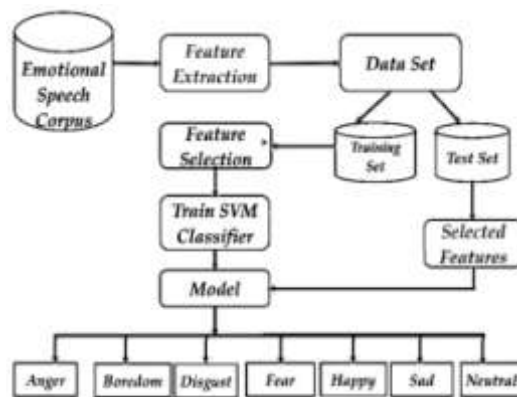 Emotional
Speech
Corpus
Feature
Extraction
Data Set
Feature
Selection
Training
Set
Test Set
Train SVM
Classifier
Selected
Features
Model
Anger
Boredom
Disgust
Fear
Happy
Sad
Neutral